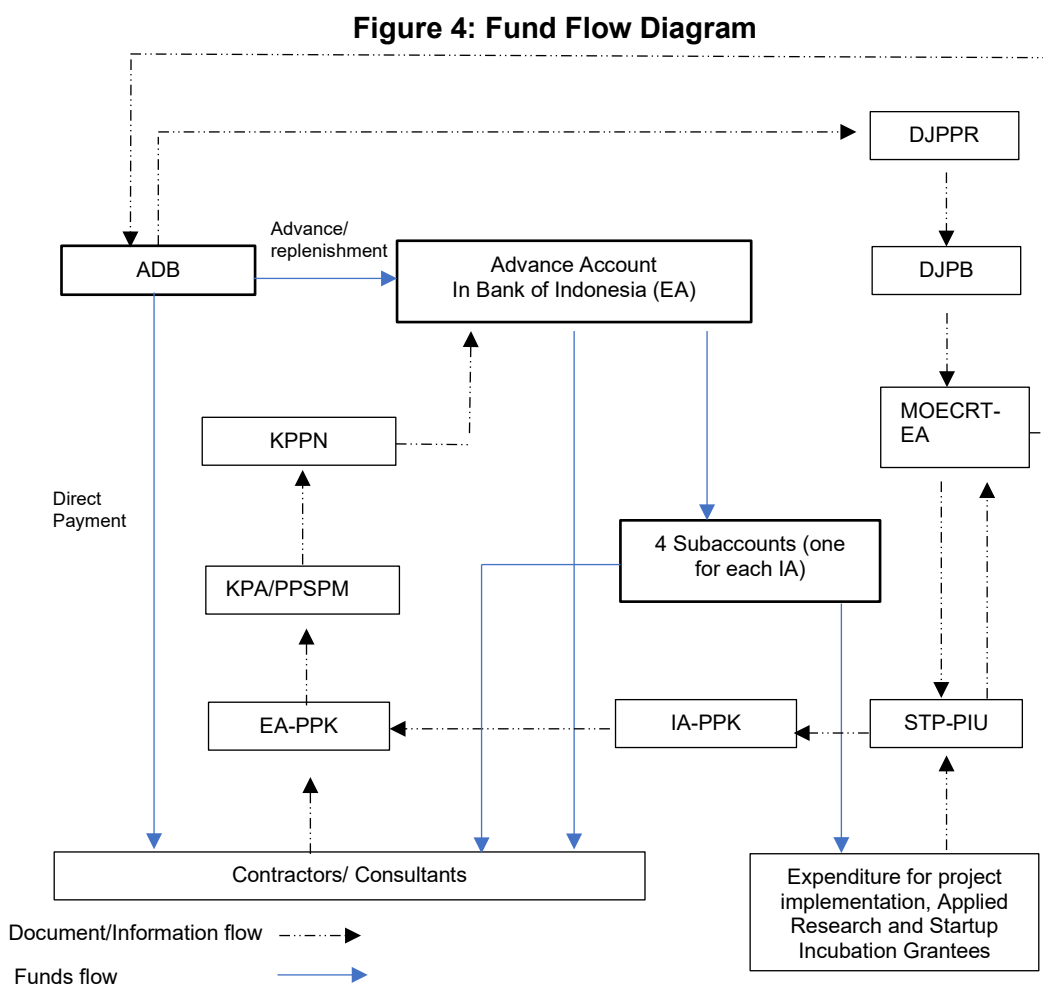 Figure 4: Fund Flow Diagram
DJPPR
Advance/
replenishment
ADB
Advance Account
In Bank of Indonesia (EA)
DJPB
MOECRT-
EA
KPPN
Direct
Payment
4 Subaccounts (one
for each IA)
KPA/PPSPM
EA-PPK
IA-PPK
STP-PIU
Contractors/ Consultants
Expenditure for project
implementation, Applied
Research and Startup
Incubation Grantees
Document/Information flow
Funds flow